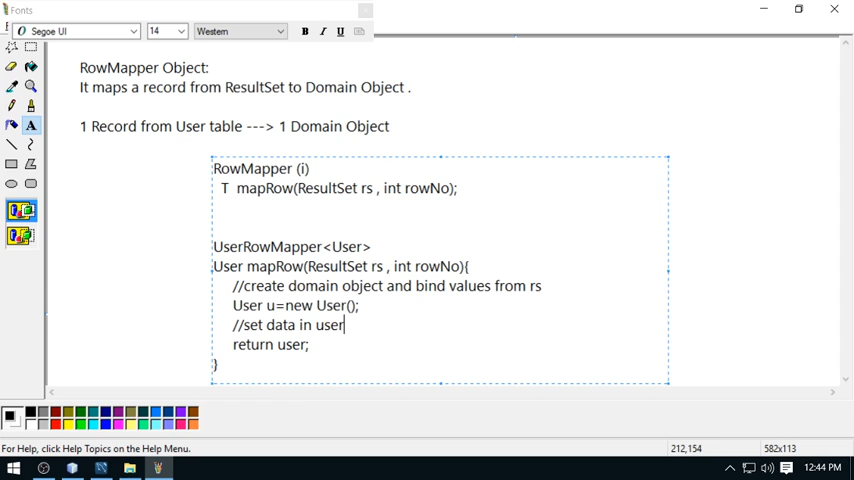 Fonts
Segoe UI
14
Western
B
I
U
RowMapper Object:
It maps a record from ResultSet to Domain Object .
1 Record from User table ---> 1 Domain Object
RowMapper (i)
T mapRow(ResultSet rs , int rowNo);
UserRowMapper<User>
User mapRow(ResultSet rs , int rowNo){
//create domain object and bind values from rs
User u=new User();
//set data in user
return user;
}
A
For Help, click Help Topics on the Help Menu.
212,154
582x113
12:44 PM